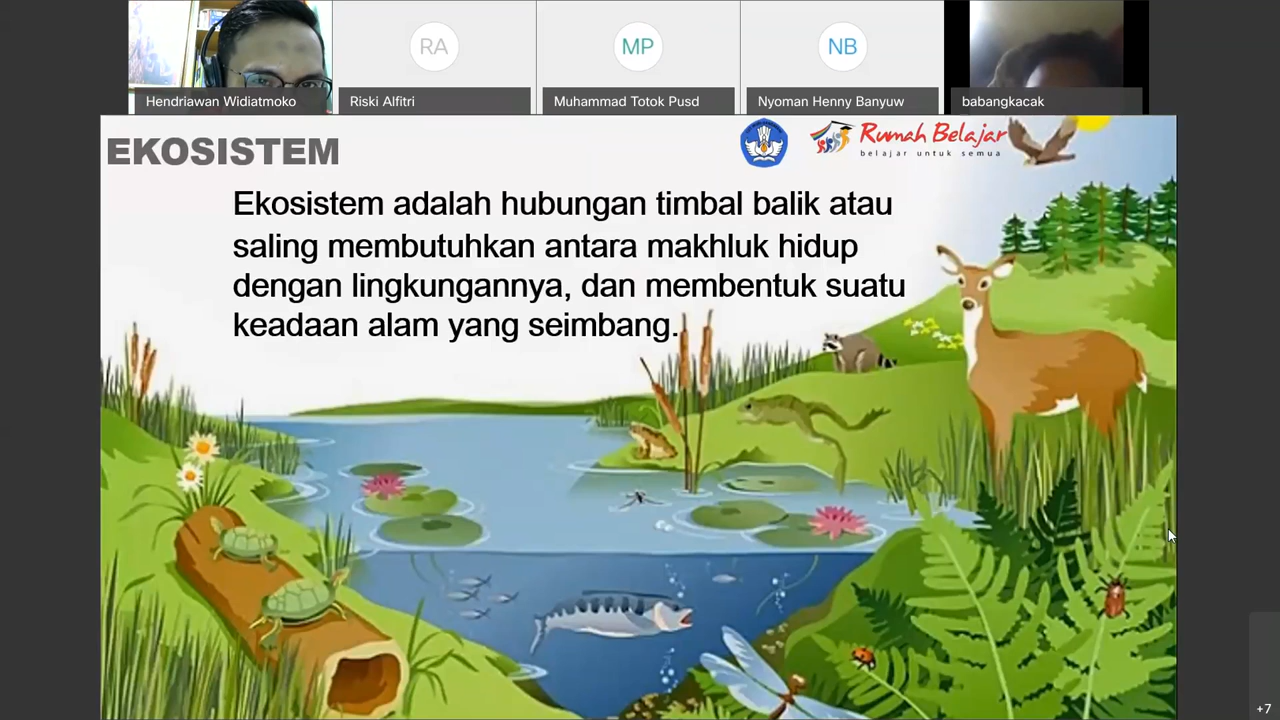 RA
MP
NB
Hendriawan Widiatmoko
Riski Alfitri
Muhammad Totok Pusd
Nyoman Henny Banyuw
babangkacak
EKOSISTEM
Rumah Belajar
belajar untuk semua
Ekosistem adalah hubungan timbal balik atau
saling membutuhkan antara makhluk hidup
dengan lingkungannya, dan membentuk suatu
keadaan alam yang seimbang.
+7